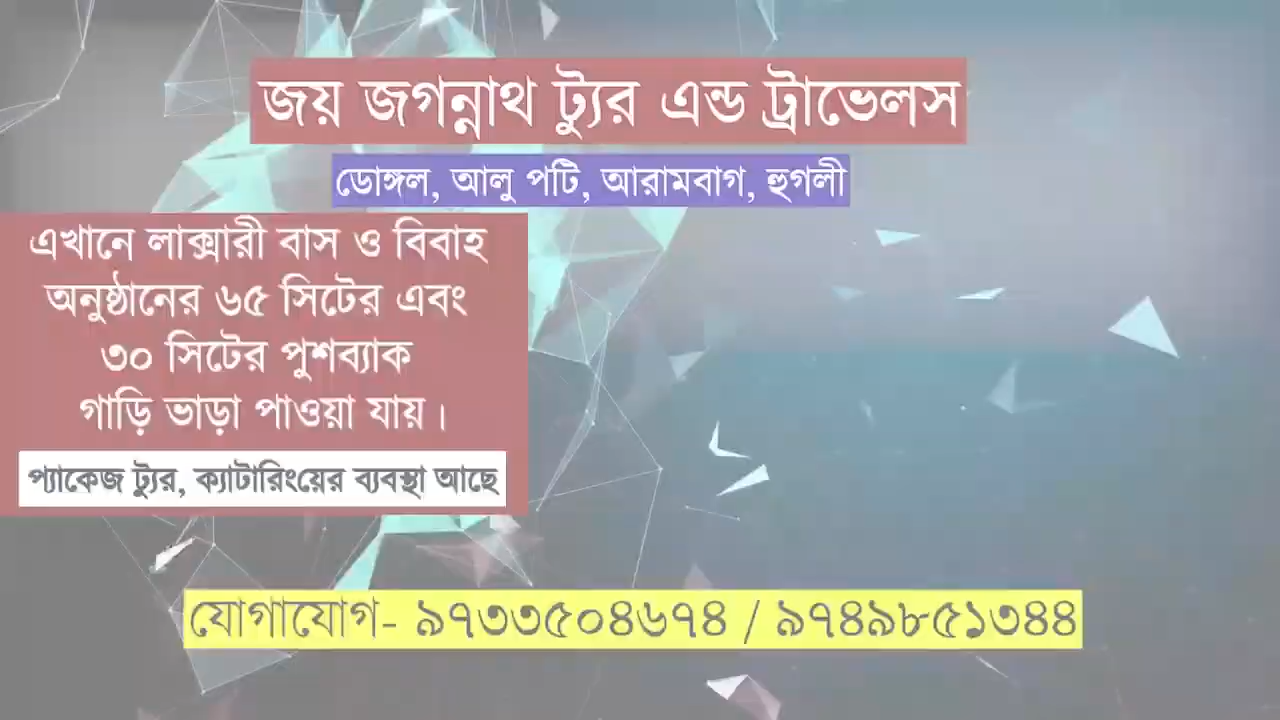 জয় জগন্নাথ ট্যুর এন্ড ট্রাভেলস
ডোঙ্গল, আলু পটি, আরামবাগ, হুগলী
এখানে লাক্সারী বাস ও বিবাহ
অনুষ্ঠানের ৬৫ সিটের এবং
৩০ সিটের পুশব্যাক
গাড়ি ভাড়া পাওয়া যায়।
প্যাকেজ ট্যুর, ক্যাটারিংয়ের ব্যবস্থা আছে
যোগাযোগ- ৯৭৩৩৫০৪৬৭৪ / ৯৭৪৯৮৫১৩৪৪